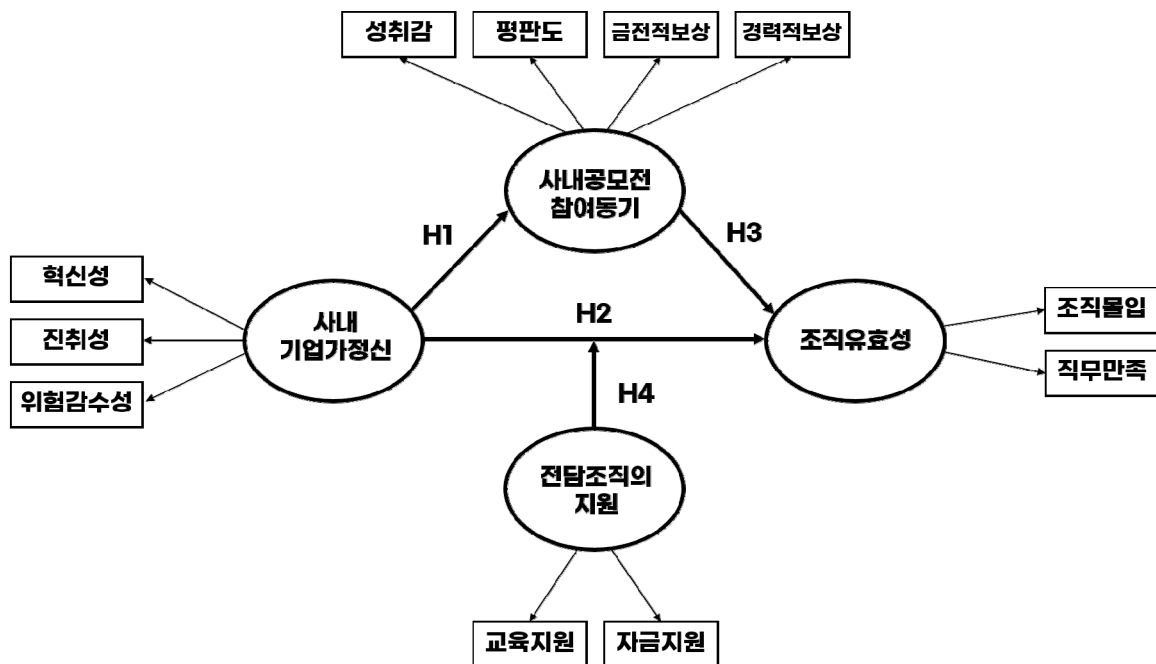 성취감
평판도
금전적보상
경력적보상
사내공모전
참여동기
H1
H3
혁신성
진취성
위험감수성
사내
기업가정신
H2
조직유효성
조직몰입
직무만족
H4
전담조직의
지원
교육지원
자금지원